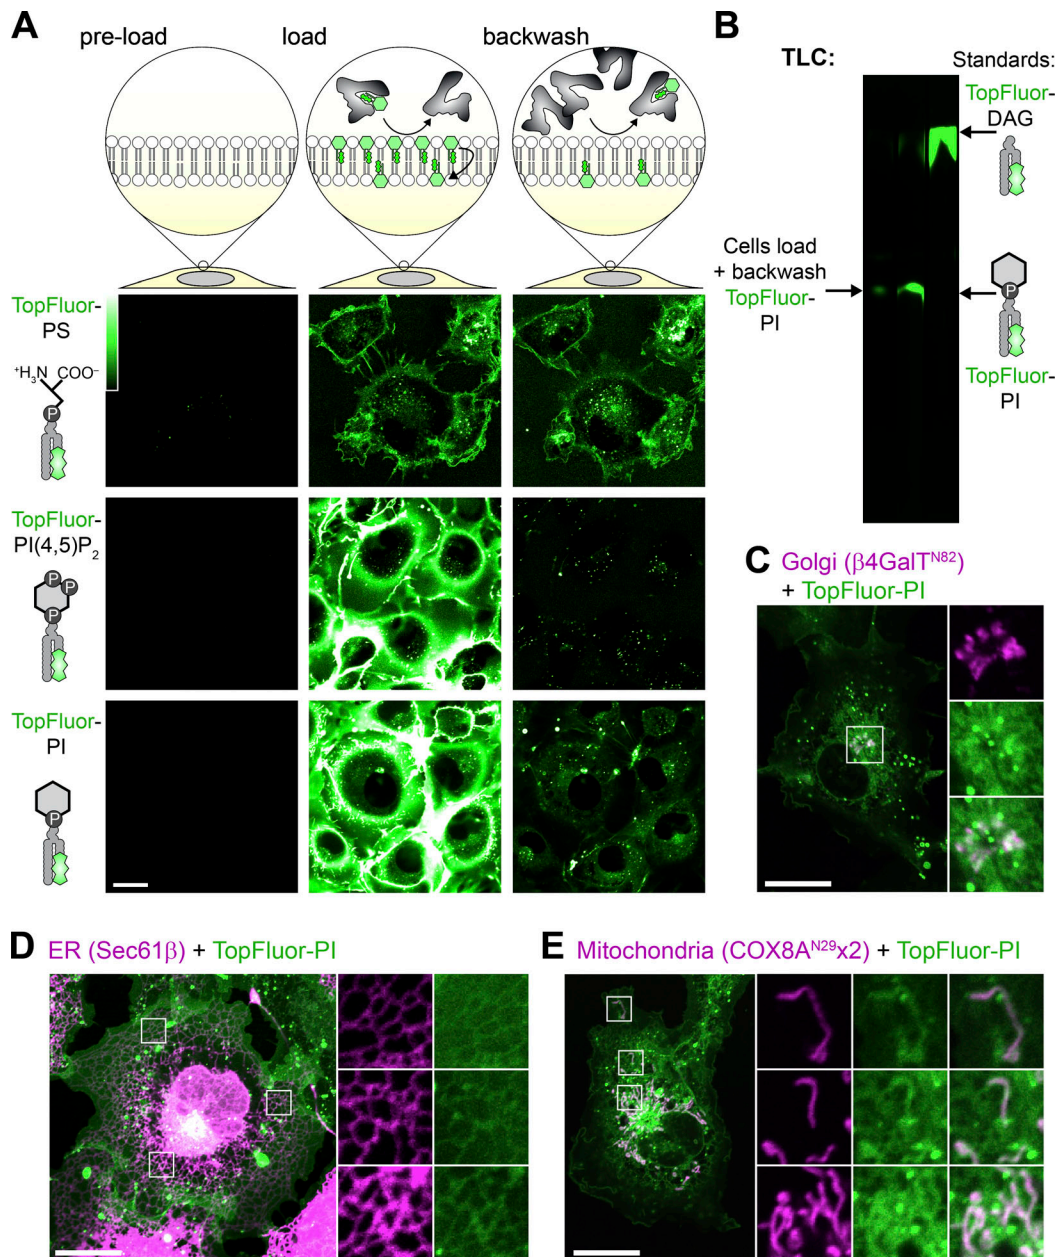 A
pre-load
load
backwash
TopFluor-
PS
⁺H₃N
COO⁻
P
TopFluor-
PI(4,5)P₂
P
P
P
TopFluor-
PI
P
B
TLC:
Standards:
TopFluor-
DAG
Cells load
+ backwash
TopFluor-
PI
P
TopFluor-
PI
C Golgi (β4GalTᴺ⁸²)
+ TopFluor-PI
D ER (Sec61β) + TopFluor-PI
E Mitochondria (COX8Aᴺ²⁹x2) + TopFluor-PI